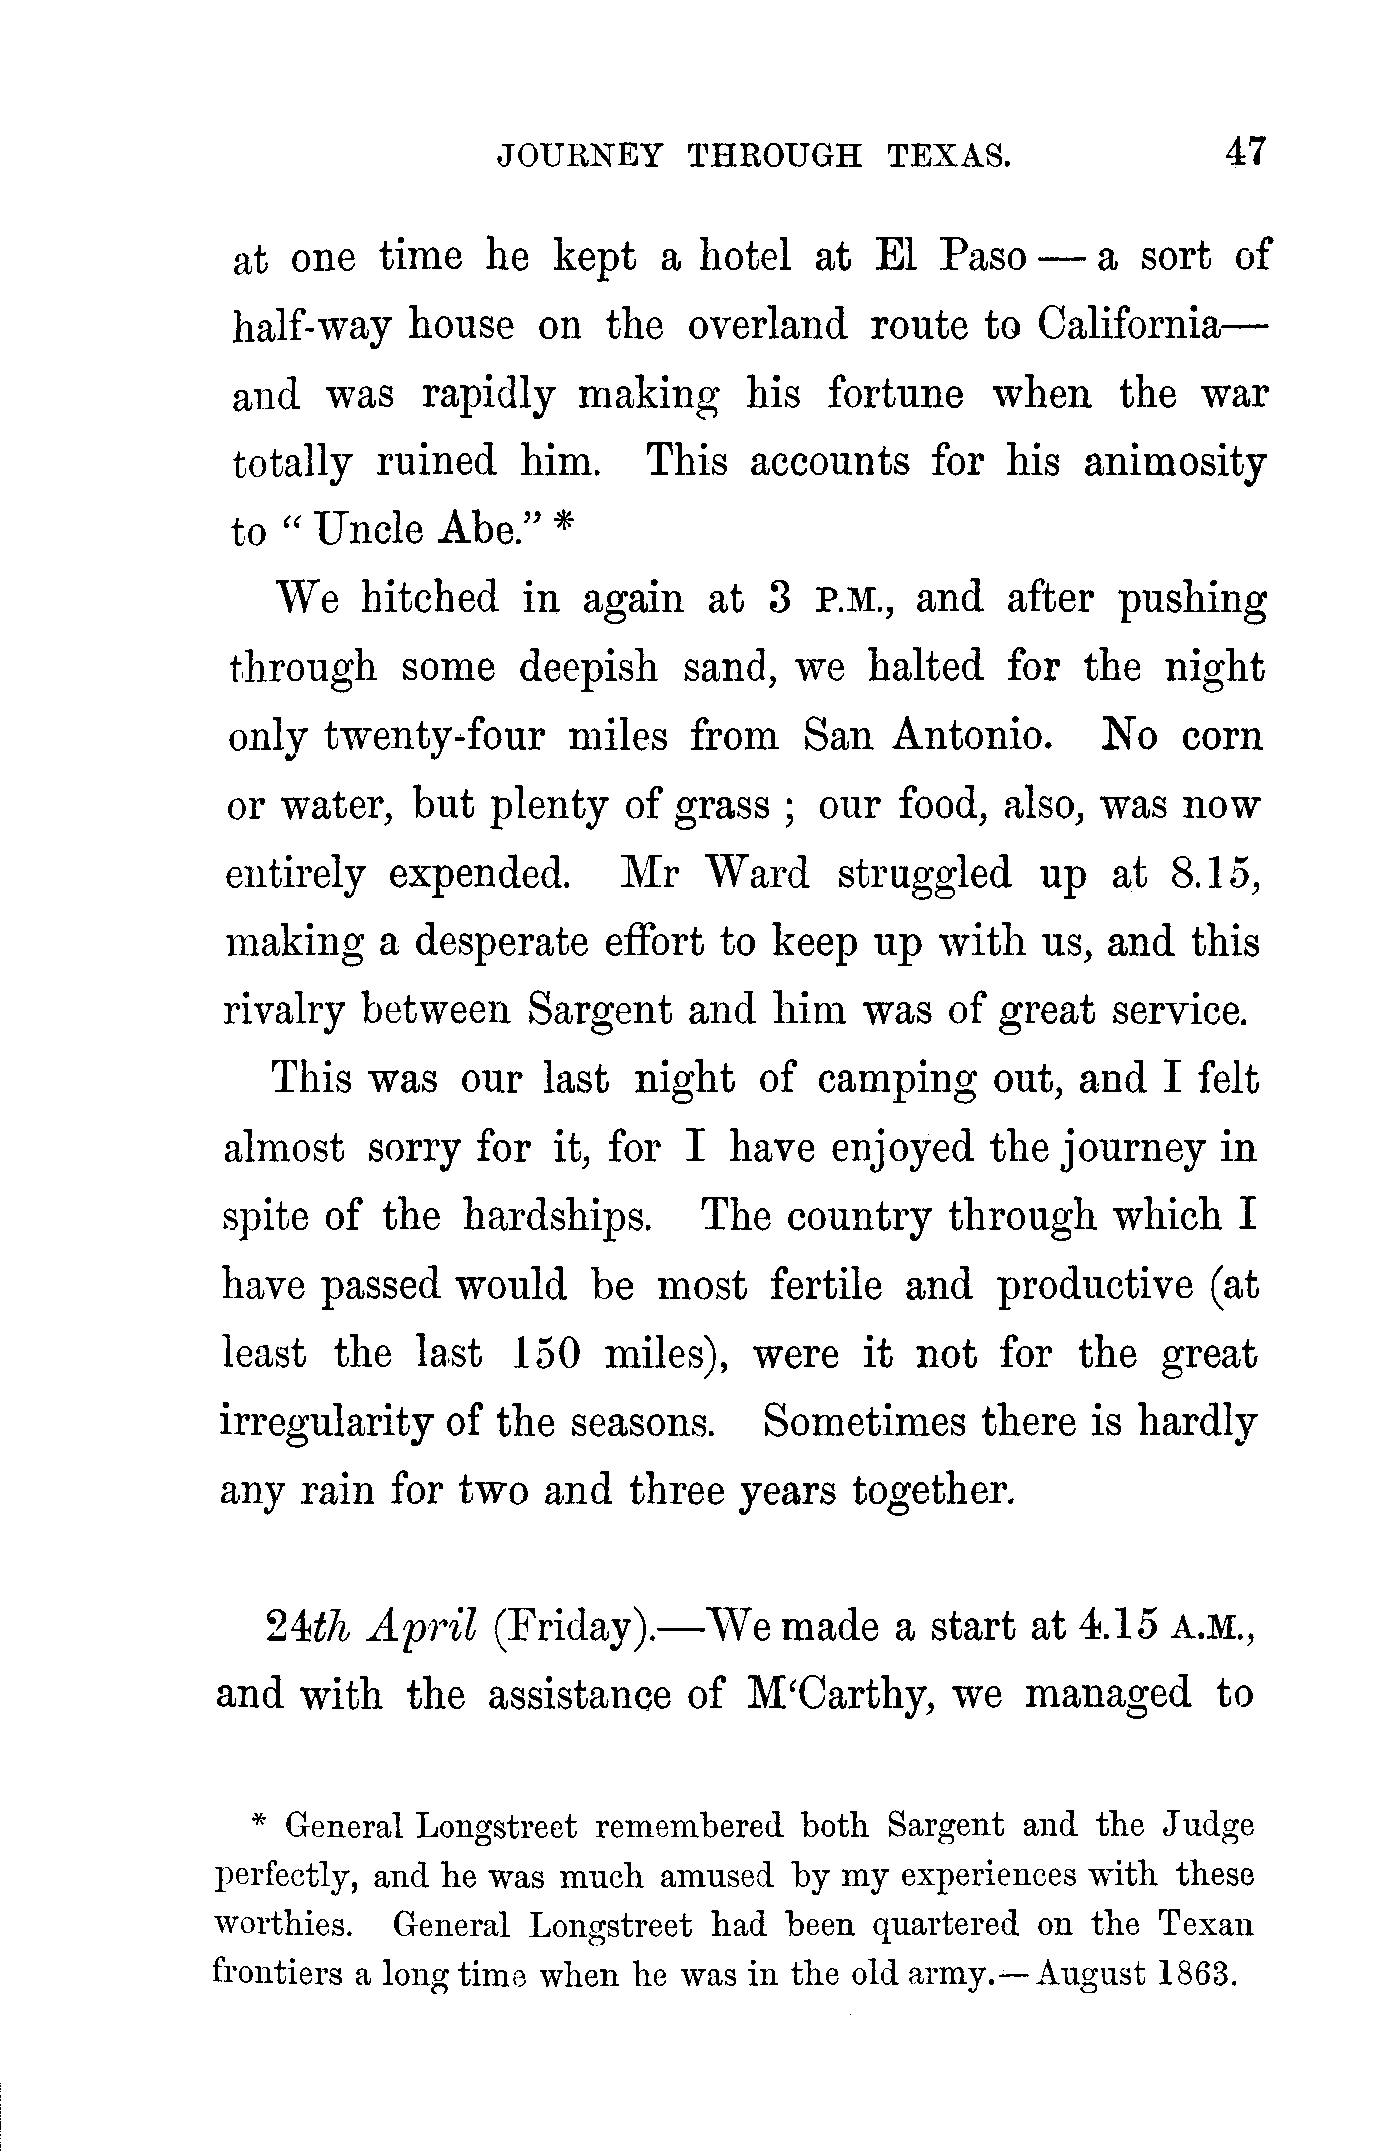 JOURNEY THROUGH TEXAS. 47
at one time he kept a hotel at El Paso — a sort of
half-way house on the overland route to California—
and was rapidly making his fortune when the war
totally ruined him. This accounts for his animosity
to “ Uncle Abe.” *
We hitched in again at 3 P.M., and after pushing
through some deepish sand, we halted for the night
only twenty-four miles from San Antonio. No corn
or water, but plenty of grass ; our food, also, was now
entirely expended. Mr Ward struggled up at 8.15,
making a desperate effort to keep up with us, and this
rivalry between Sargent and him was of great service.
This was our last night of camping out, and I felt
almost sorry for it, for I have enjoyed the journey in
spite of the hardships. The country through which I
have passed would be most fertile and productive (at
least the last 150 miles), were it not for the great
irregularity of the seasons. Sometimes there is hardly
any rain for two and three years together.
24th April (Friday).—We made a start at 4.15 A.M.,
and with the assistance of M‘Carthy, we managed to
* General Longstreet remembered both Sargent and the Judge
perfectly, and he was much amused by my experiences with these
worthies. General Longstreet had been quartered on the Texan
frontiers a long time when he was in the old army.— August 1863.